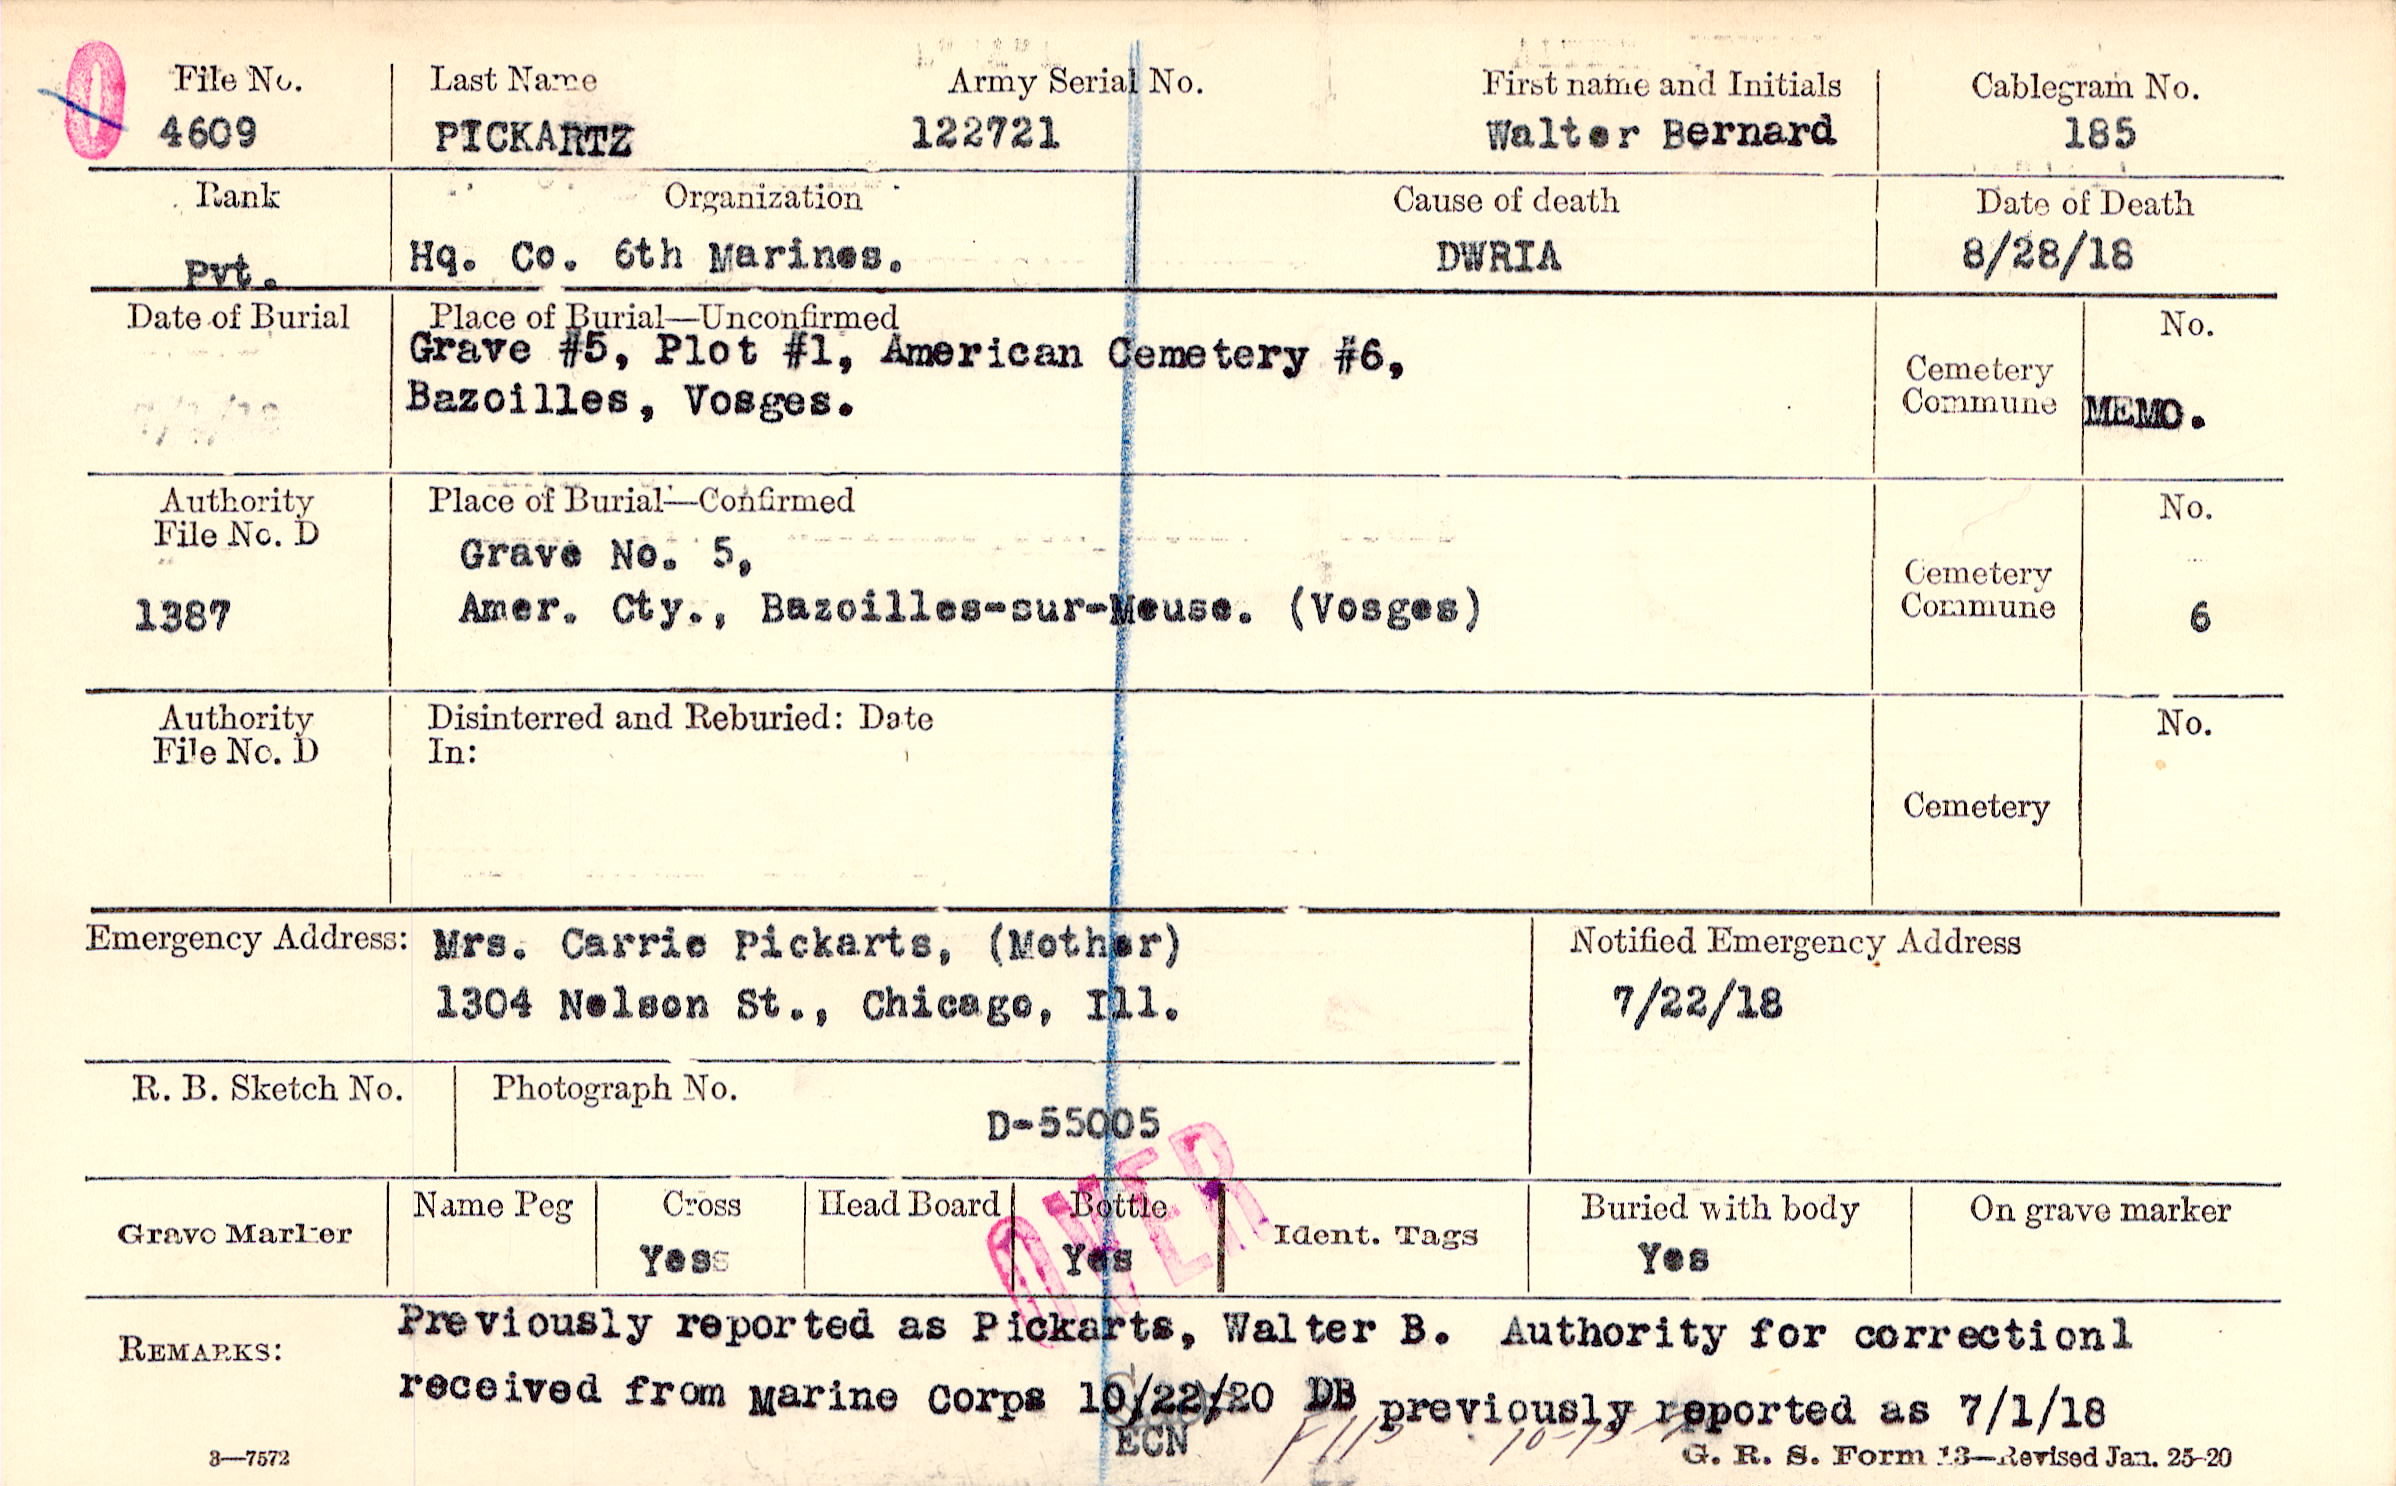 O
File No. Last Name Army Serial No. First name and Initials Cablegram No.
4609 PICKARTZ 122721 Walter Bernard 185
Rank Organization Cause of death Date of Death
Pvt. Hq. Co. 6th Marines. DWRIA 8/28/18
Date of Burial Place of Burial—Unconfirmed No.
Grave #5, Plot #1, American Cemetery #6,
Bazoilles, Vosges.
Cemetery
Commune MEMO.
Authority Place of Burial—Confirmed No.
File No. D
Grave No. 5,
1387 Amer. Cty., Bazoilles-sur-Meuse. (Vosges)
Cemetery
Commune 6
Authority Disinterred and Reburied: Date No.
File No. D In:
Cemetery
Emergency Address: Mrs. Carrie Pickarts, (Mother) Notified Emergency Address
1304 Nelson St., Chicago, Ill. 7/22/18
R. B. Sketch No. Photograph No.
D-55005
OVER
Grave Marker Name Peg Cross Head Board Bottle Ident. Tags Buried with body On grave marker
Yes Yes Yes
REMARKS: Previously reported as Pickarts, Walter B. Authority for correction1
received from Marine Corps 10/22/20 DB previously reported as 7/1/18
ECN
3—7572 G. R. S. Form 13—Revised Jan. 25-20